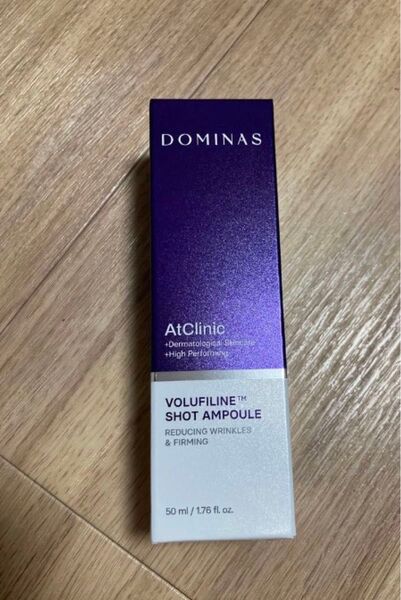 DOMINAS
AtClinic
+Dermatological Skincare
+High Performing
VOLUFILINE™
SHOT AMPOULE
REDUCING WRINKLES
& FIRMING
50 ml / 1.76 fl. oz.